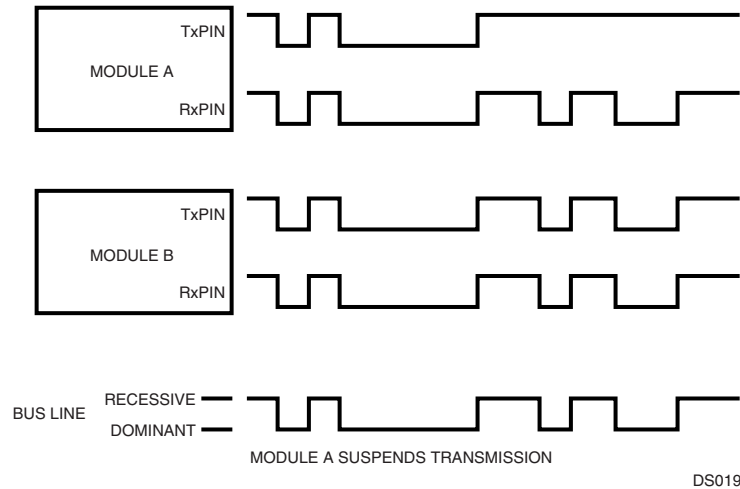 TxPIN
MODULE A
RxPIN
TxPIN
MODULE B
RxPIN
RECESSIVE
BUS LINE
DOMINANT
MODULE A SUSPENDS TRANSMISSION
DS019